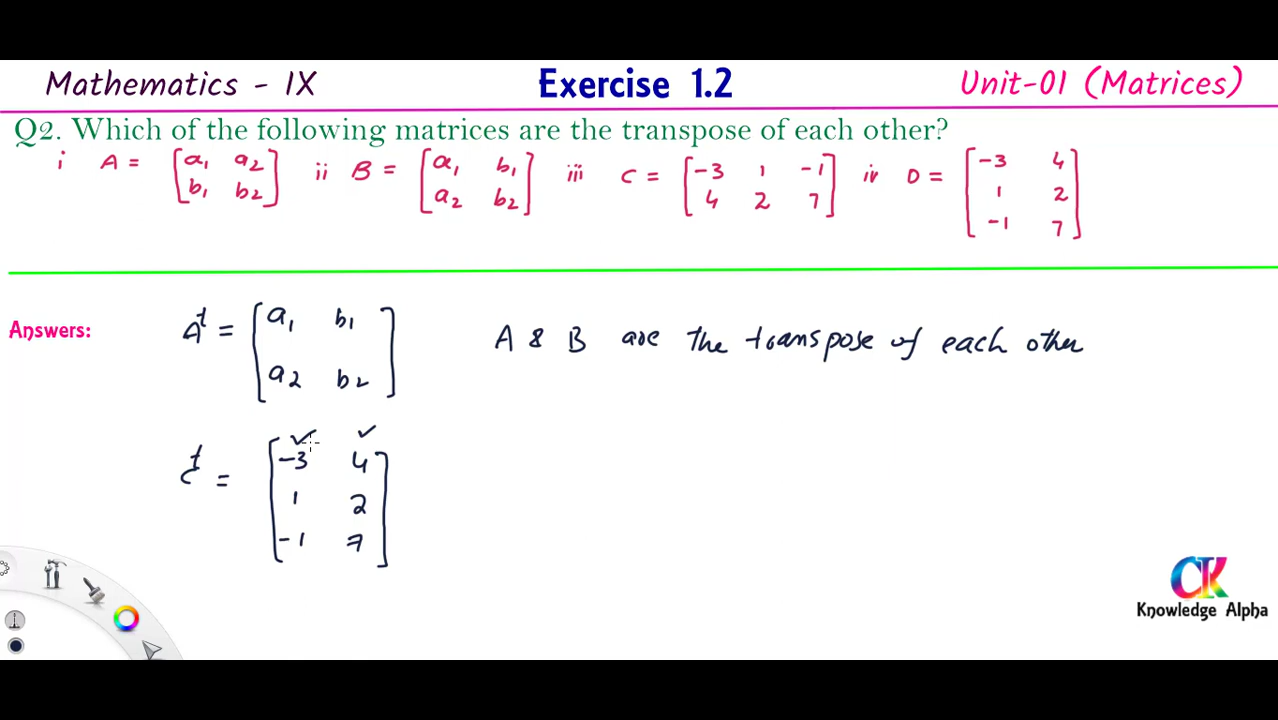 Mathematics - IX Exercise 1.2 Unit-01 (Matrices)
Q2. Which of the following matrices are the transpose of each other?
i A = [a₁ a₂ ii B = [a₁ b₁ iii C = [-3 1 -1 iv D = [-3 4
b₁ b₂] a₂ b₂] 4 2 7] 1 2
-1 7]
Answers: Aᵗ = [a₁ b₁ A & B are the transpose of each other
a₂ b₂]
✓ ✓
Cᵗ = [-3 4
1 2
-1 7]
CK
Knowledge Alpha